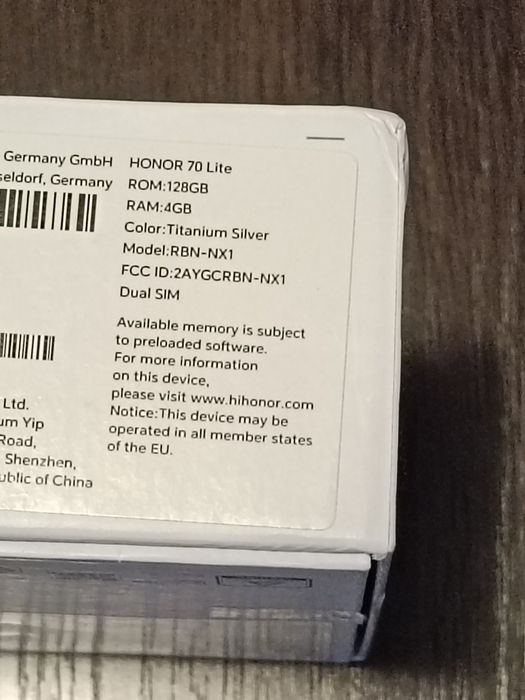 Germany GmbH
seldorf, Germany
HONOR 70 Lite
ROM:128GB
RAM:4GB
Color:Titanium Silver
Model:RBN-NX1
FCC ID:2AYGCRBN-NX1
Dual SIM
Available memory is subject
to preloaded software.
For more information
on this device,
please visit www.hihonor.com
Notice:This device may be
operated in all member states
of the EU.
Ltd.
um Yip
Road,
Shenzhen,
ublic of China